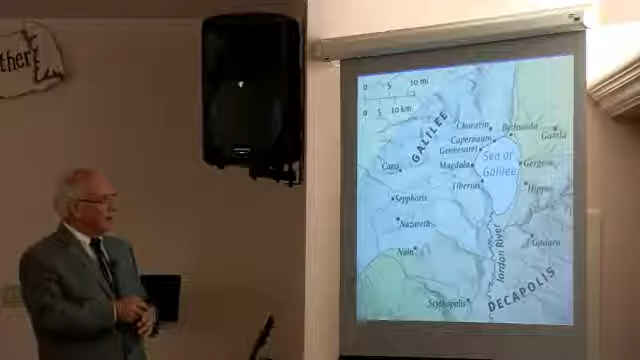 ther
0 5 10 mi
0 5 10 km
GALILEE
Chorazin
Bethsaida
Capernaum
Gamla
Gennesaret
Sea of
Galilee
Cana
Magdala
Gergesa
Tiberias
Hippos
Sepphoris
Nazareth
Jordan River
Gadara
Nain
DECAPOLIS
Scythopolis